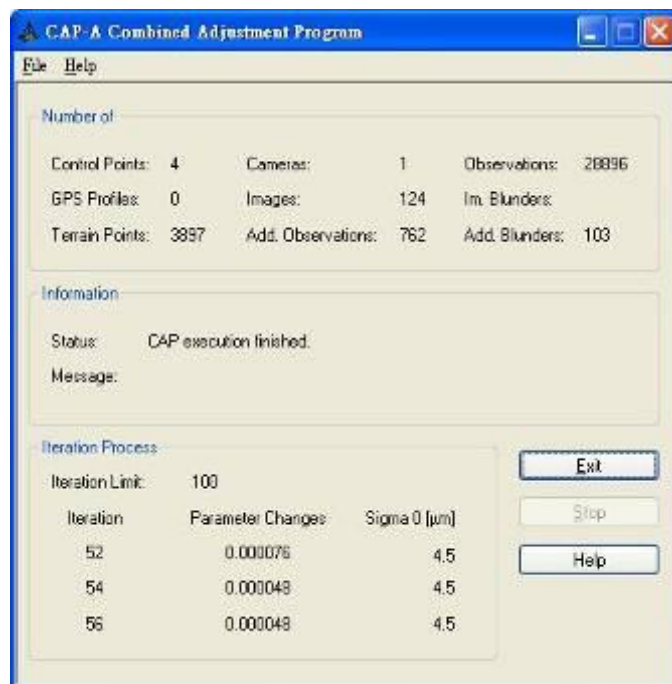 CAP-A Combined Adjustment Program
File Help
Number of
Control Points: 4 Cameras: 1 Observations: 28896
GPS Profiles: 0 Images: 124 Im. Blunders:
Terrain Points: 3897 Add. Observations: 762 Add. Blunders: 103
Information
Status: CAP execution finished.
Message:
Iteration Process
Iteration Limit: 100
Iteration Parameter Changes Sigma 0 [µm]
52 0.000076 4.5
54 0.000048 4.5
56 0.000048 4.5
Exit
Stop
Help